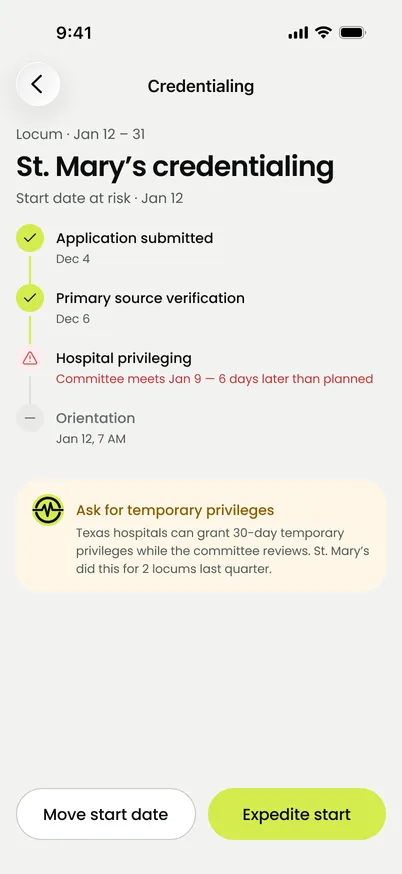 9:41
Credentialing
Locum · Jan 12 – 31
St. Mary’s credentialing
Start date at risk · Jan 12
Application submitted
Dec 4
Primary source verification
Dec 6
Hospital privileging
Committee meets Jan 9 — 6 days later than planned
Orientation
Jan 12, 7 AM
Ask for temporary privileges
Texas hospitals can grant 30-day temporary
privileges while the committee reviews. St. Mary’s
did this for 2 locums last quarter.
Move start date
Expedite start